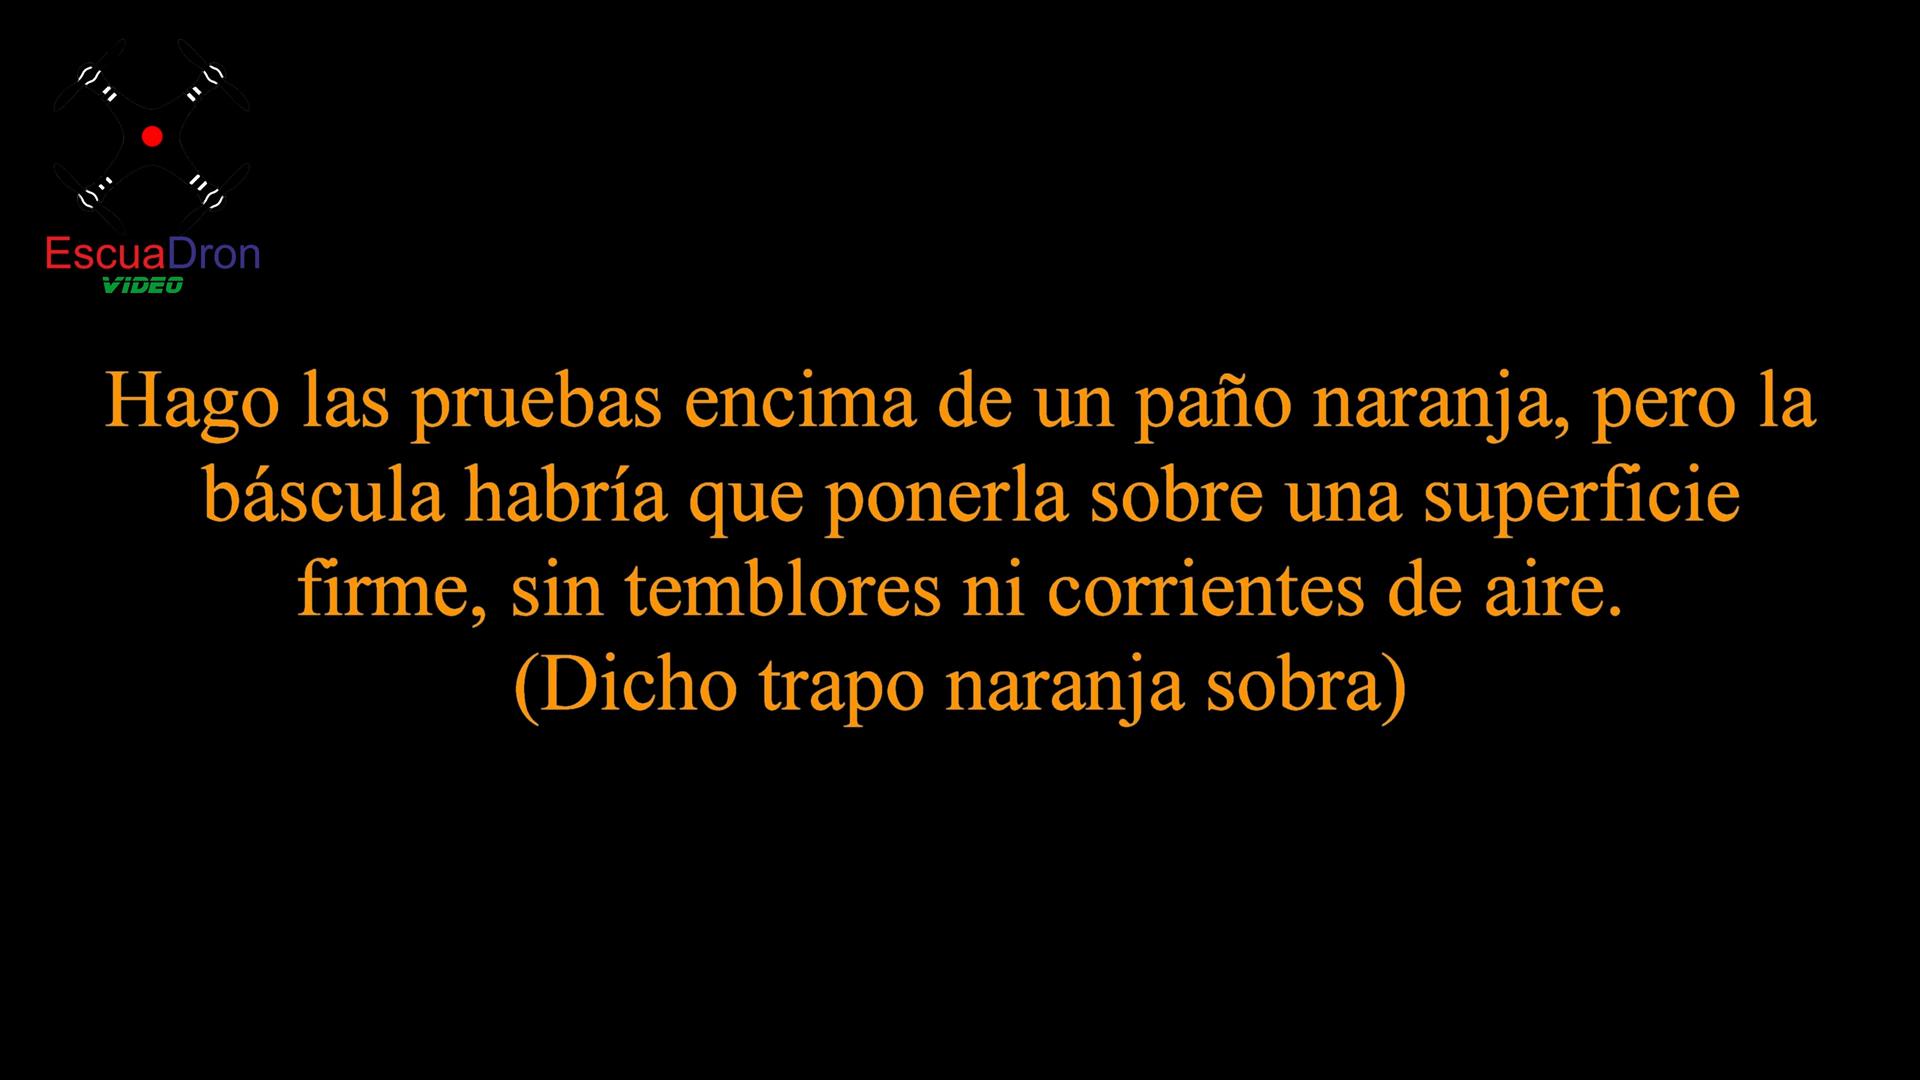 EscuaDron
VIDEO
Hago las pruebas encima de un paño naranja, pero la
báscula habría que ponerla sobre una superficie
firme, sin temblores ni corrientes de aire.
(Dicho trapo naranja sobra)